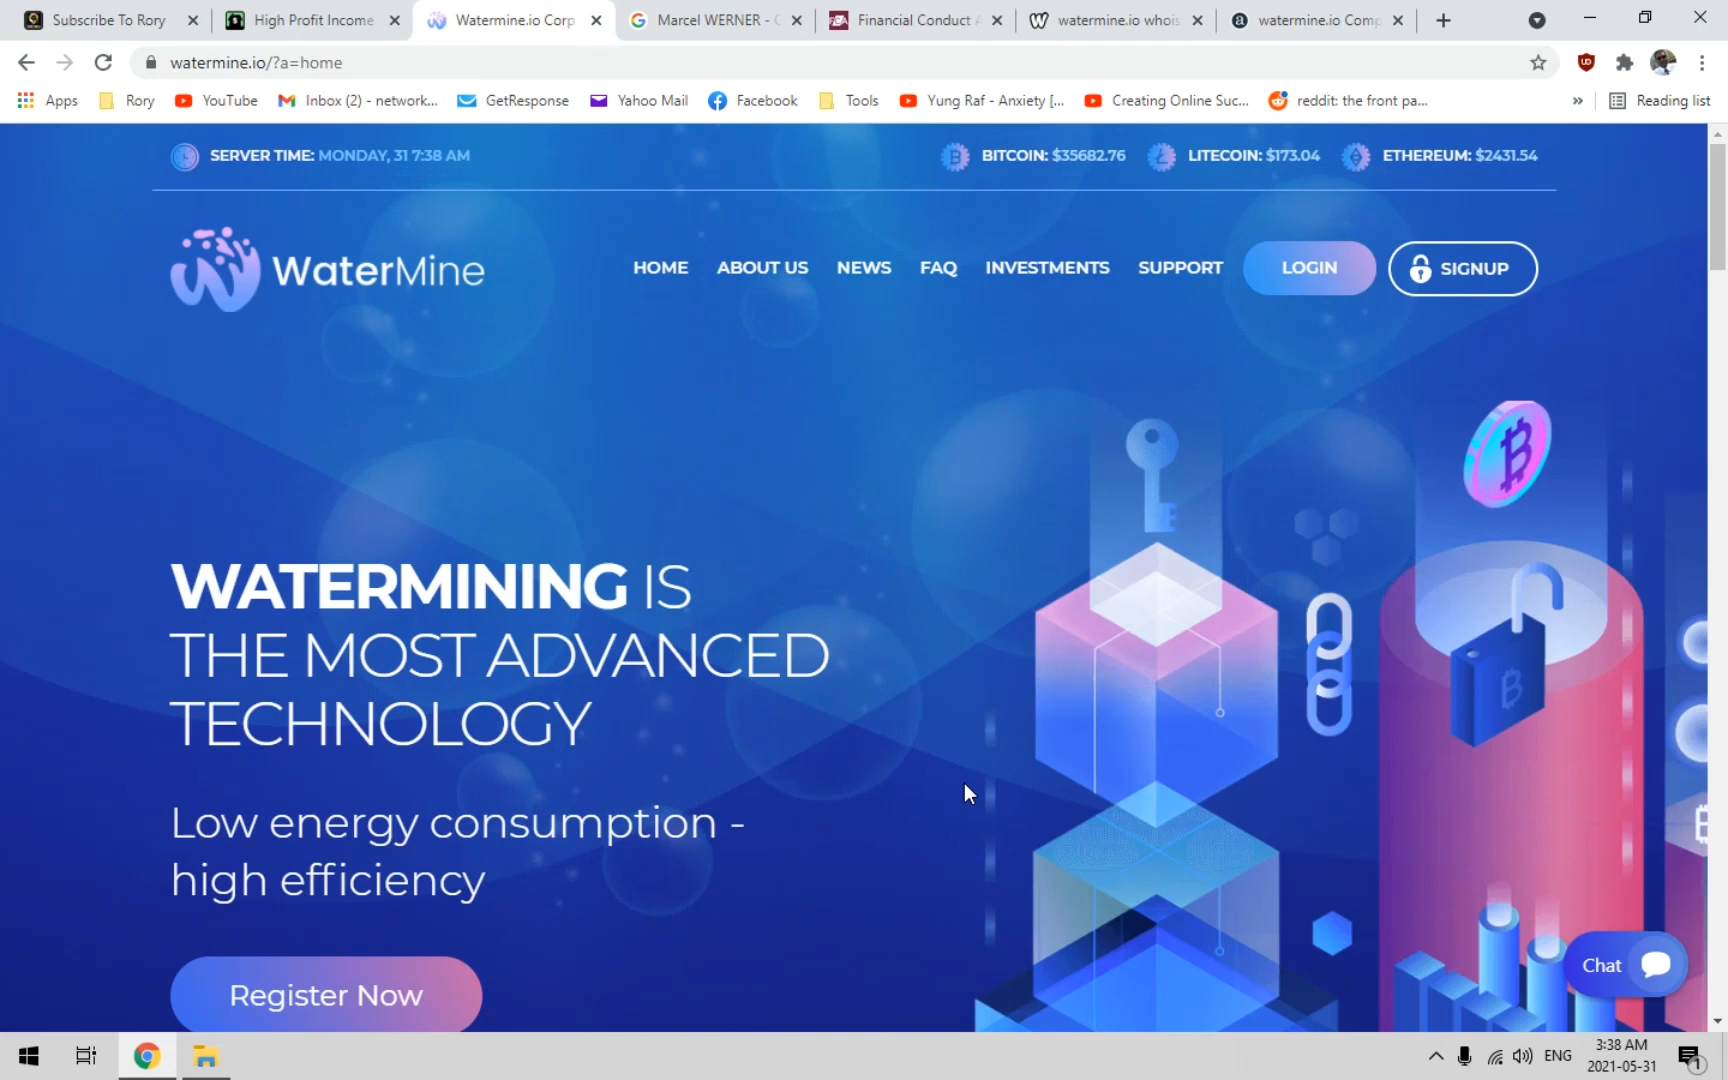 Subscribe To Rory
High Profit Income
Watermine.io Corp
Marcel WERNER -
Financial Conduct
watermine.io whois
watermine.io Comp
watermine.io/?a=home
Apps
Rory
YouTube
Inbox (2) - network...
GetResponse
Yahoo Mail
Facebook
Tools
Yung Raf - Anxiety [...
Creating Online Suc...
reddit: the front pa...
»
Reading list
SERVER TIME: MONDAY, 31 7:38 AM
BITCOIN: $35682.76
LITECOIN: $173.04
ETHEREUM: $2431.54
WaterMine
HOME
ABOUT US
NEWS
FAQ
INVESTMENTS
SUPPORT
LOGIN
SIGNUP
WATERMINING IS
THE MOST ADVANCED
TECHNOLOGY
Low energy consumption -
high efficiency
Register Now
Chat
ENG
3:38 AM
2021-05-31
1